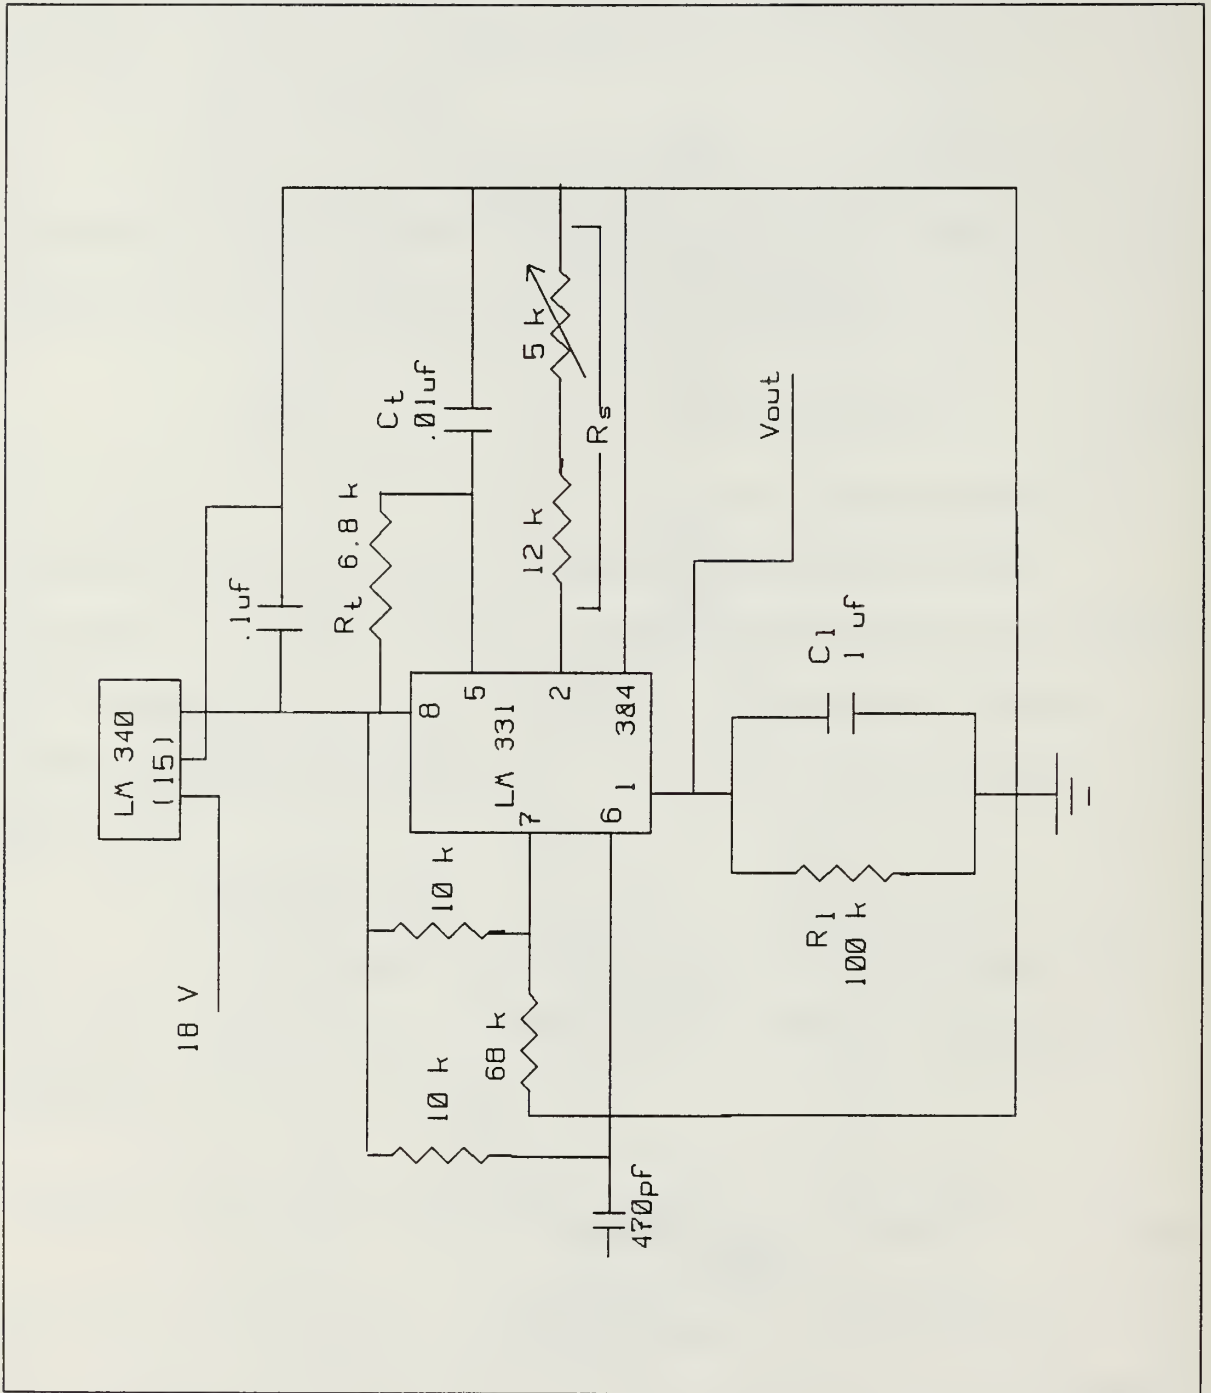 LM 340
(15)
18 V
.1uf
Rt 6.8 k
Ct
.01uf
10 k
10 k
68 k
8
LM 331
7
5
6
2
1
3&4
12 k
5 k
Rs
470pf
Vout
R1
100 k
C1
1 uf